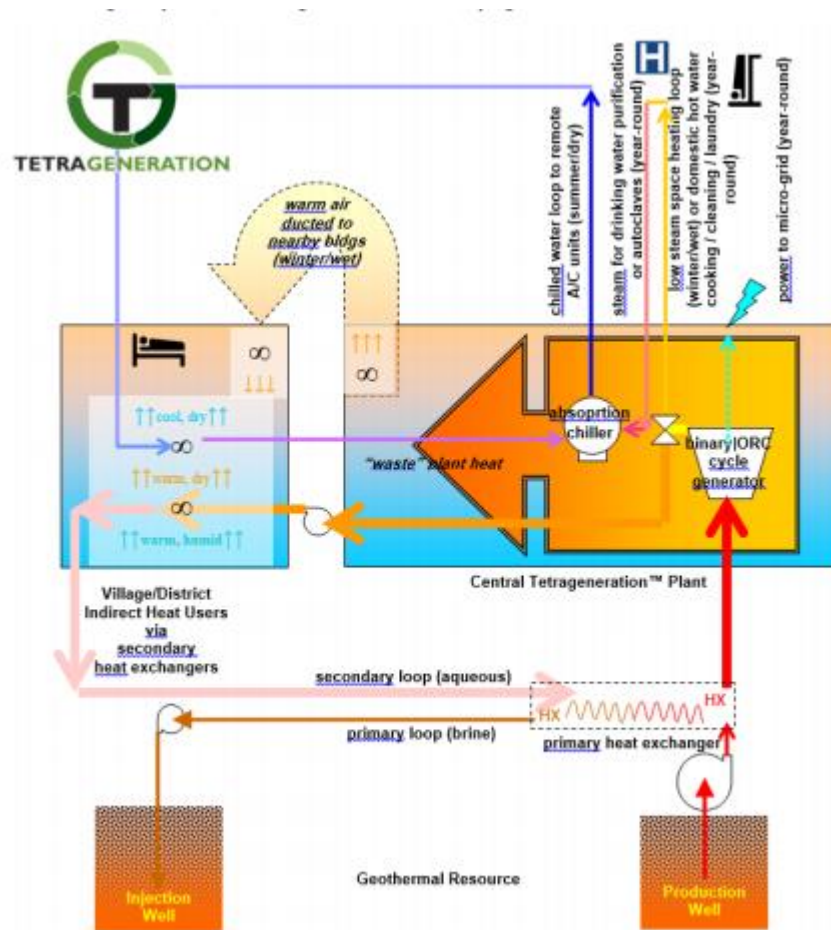 TETRAGENERATION
warm air
ducted to
nearby bldgs
(winter/wet)
chilled water loop to remote
A/C units (summer/dry)
steam for drinking water purification
or autoclaves (year-round)
H
low steam space heating loop
(winter/wet) or domestic hot water
cooking / cleaning / laundry (year-
round)
power to micro-grid (year-round)
∞
↓↓↓
↑↑↑
∞
↑↑cool, dry↑↑
∞
↑↑warm, dry↑↑
∞
↑↑warm, humid↑↑
"waste" plant heat
absoprtion
chiller
binary|ORC
cycle
generator
Central Tetrageneration™ Plant
Village/District
Indirect Heat Users
via
secondary
heat exchangers
secondary loop (aqueous)
HX
HX
primary loop (brine)
primary heat exchanger
Geothermal Resource
Injection
Well
Production
Well